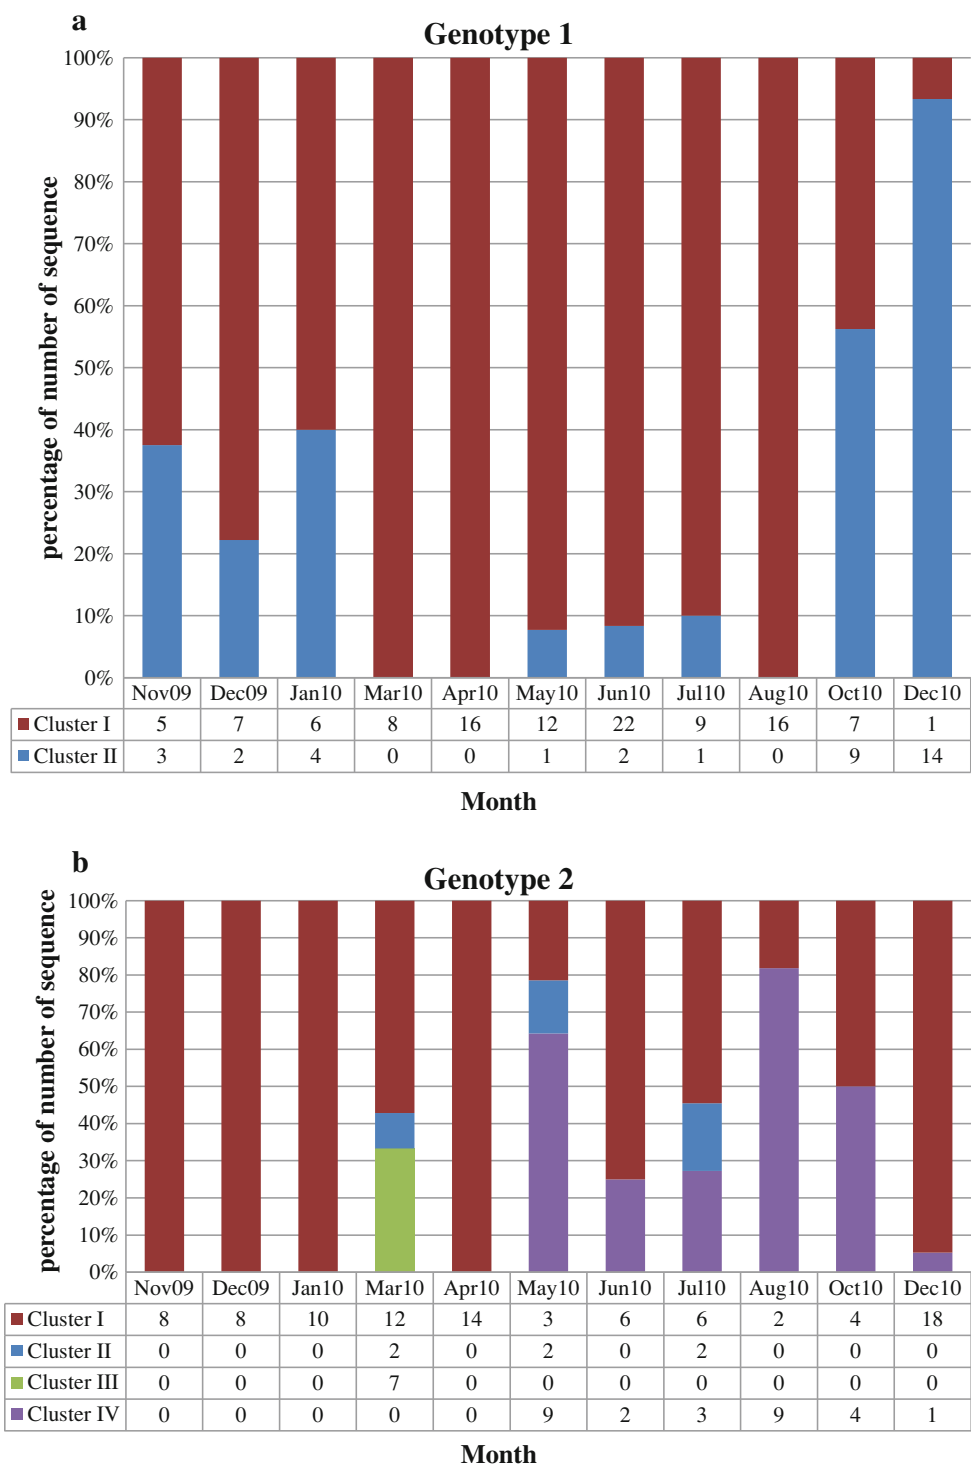 a
Genotype 1
percentage of number of sequence
100%
90%
80%
70%
60%
50%
40%
30%
20%
10%
0%
Nov09 Dec09 Jan10 Mar10 Apr10 May10 Jun10 Jul10 Aug10 Oct10 Dec10
Cluster I 5 7 6 8 16 12 22 9 16 7 1
Cluster II 3 2 4 0 0 1 2 1 0 9 14
Month
b
Genotype 2
percentage of number of sequence
100%
90%
80%
70%
60%
50%
40%
30%
20%
10%
0%
Nov09 Dec09 Jan10 Mar10 Apr10 May10 Jun10 Jul10 Aug10 Oct10 Dec10
Cluster I 8 8 10 12 14 3 6 6 2 4 18
Cluster II 0 0 0 2 0 2 0 2 0 0 0
Cluster III 0 0 0 7 0 0 0 0 0 0 0
Cluster IV 0 0 0 0 0 9 2 3 9 4 1
Month